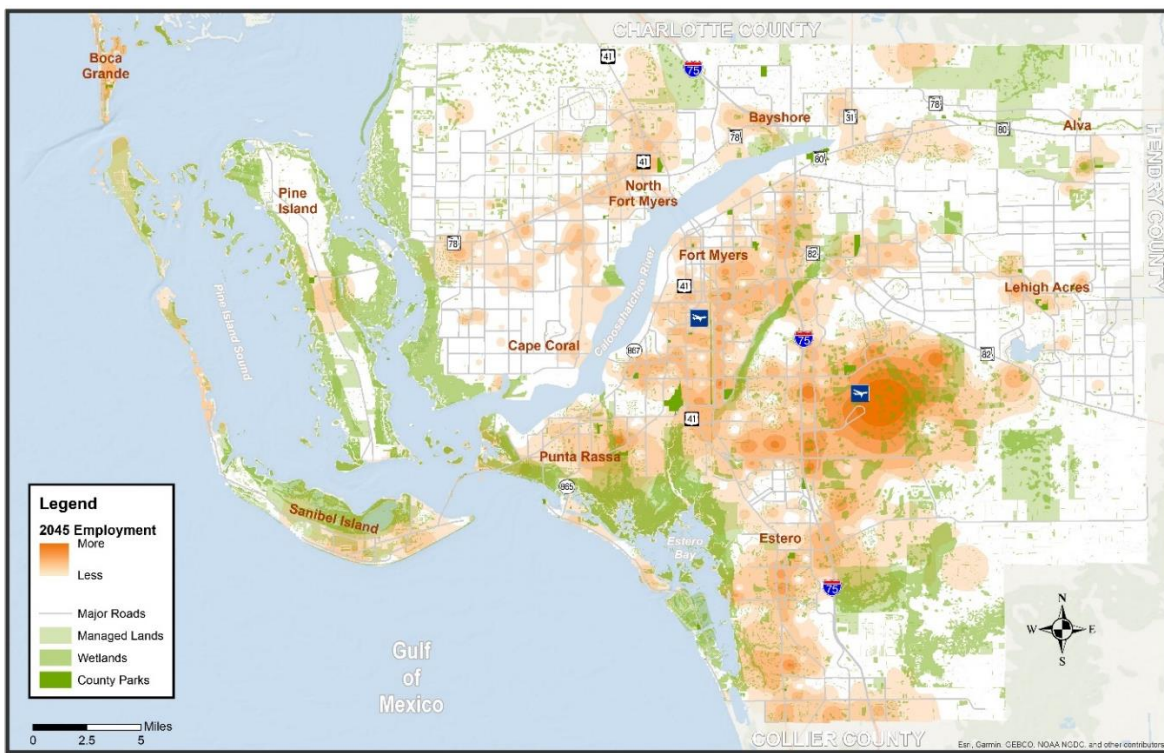 CHARLOTTE COUNTY
Boca
Grande
41
75
Bayshore
31
78
78
80
Alva
80
41
North
Fort Myers
HENDRY COUNTY
Pine
Island
78
Fort Myers
82
41
Lehigh Acres
Pine Island Sound
Caloosahatchee River
Cape Coral
867
75
82
41
Punta Rassa
865
Sanibel Island
Estero
Bay
Estero
75
Gulf
of
Mexico
N
W
E
S
Legend
2045 Employment
More
Less
Major Roads
Managed Lands
Wetlands
County Parks
0 2.5 5 Miles
COLLIER COUNTY
Esri, Garmin, GEBCO, NOAA NGDC, and other contributors